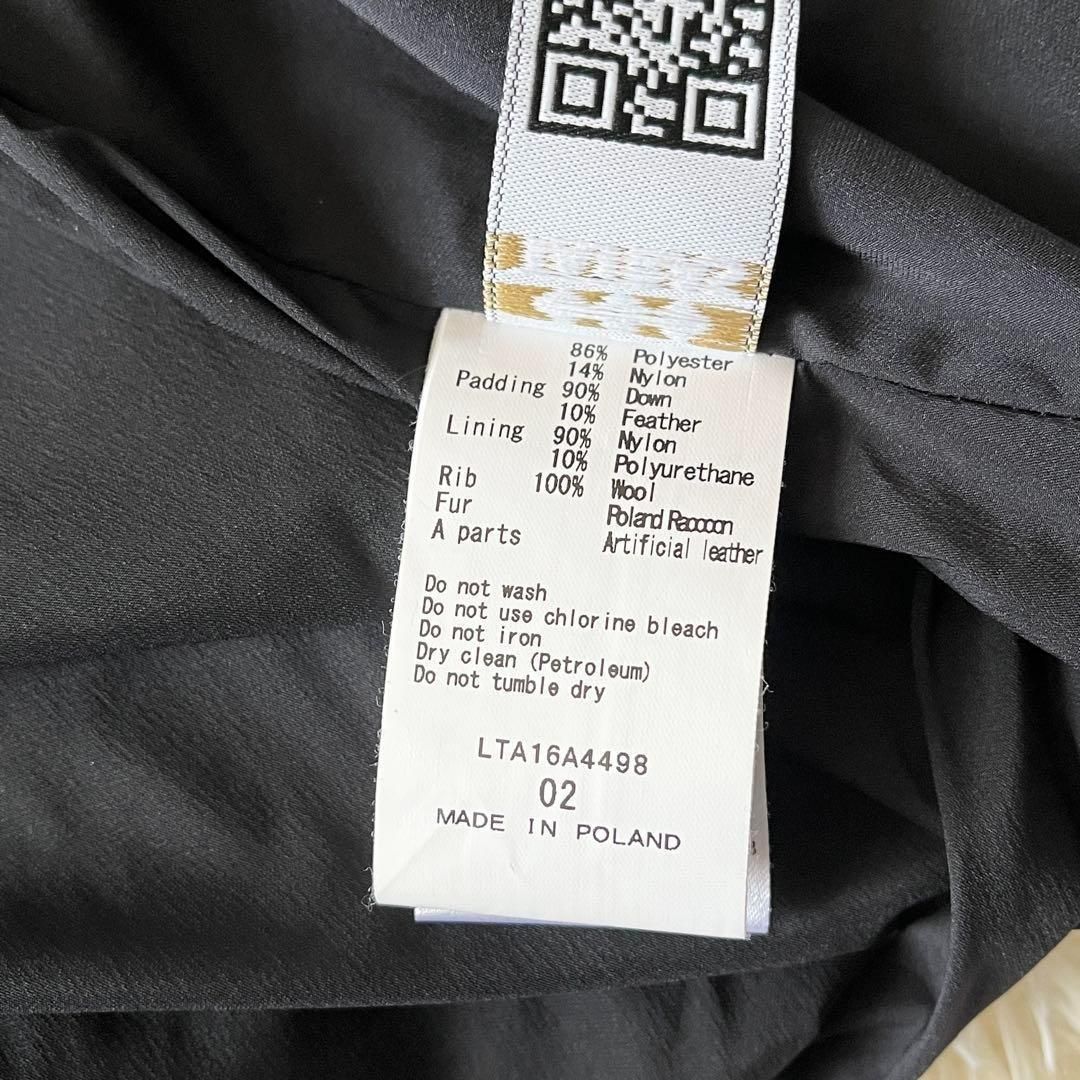 86% Polyester
14% Nylon
Padding 90% Down
10% Feather
Lining 90% Nylon
10% Polyurethane
Rib 100% Wool
Fur Poland Racoon
A parts Artificial leather
Do not wash
Do not use chlorine bleach
Do not iron
Dry clean (Petroleum)
Do not tumble dry
LTA16A4498
02
MADE IN POLAND